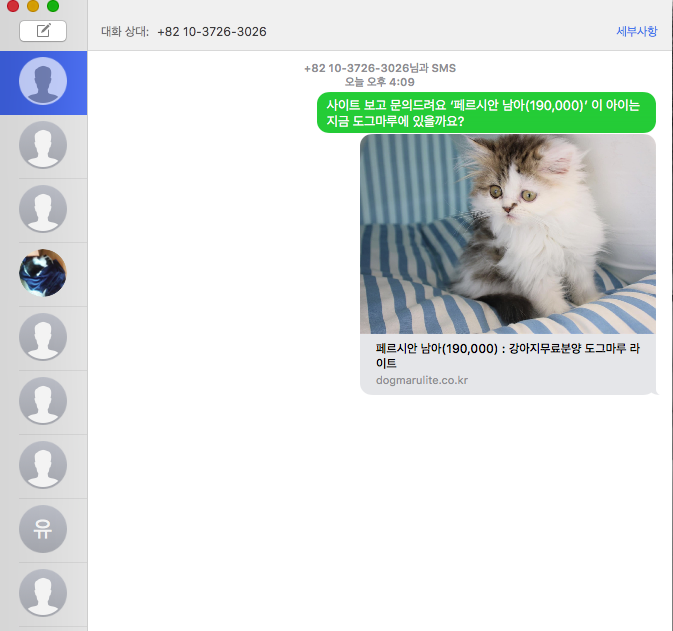 대화 상대: +82 10-3726-3026
세부사항
+82 10-3726-3026님과 SMS
오늘 오후 4:09
사이트 보고 문의드려요 ‘페르시안 남아(190,000)’ 이 아이는
지금 도그마루에 있을까요?
페르시안 남아(190,000) : 강아지무료분양 도그마루 라
이트
dogmarulite.co.kr
유